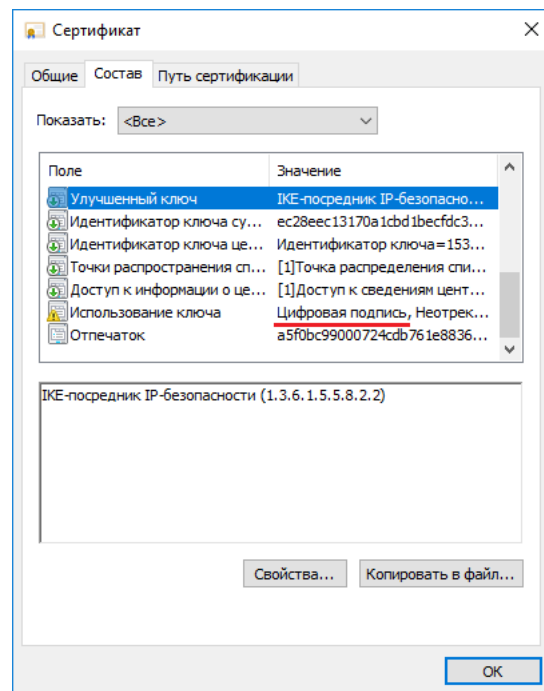 Сертификат
Общие Состав Путь сертификации
Показать: <Все>
Поле Значение
Улучшенный ключ IKE-посредник IP-безопасно...
Идентификатор ключа су... ec28eec13170a1cbd1becfdc3...
Идентификатор ключа це... Идентификатор ключа=153...
Точки распространения сп... [1]Точка распределения спи...
Доступ к информации о це... [1]Доступ к сведениям цент...
Использование ключа Цифровая подпись, Неотрек...
Отпечаток a5f0bc99000724cdb761e8836...
IKE-посредник IP-безопасности (1.3.6.1.5.5.8.2.2)
Свойства... Копировать в файл...
ОК